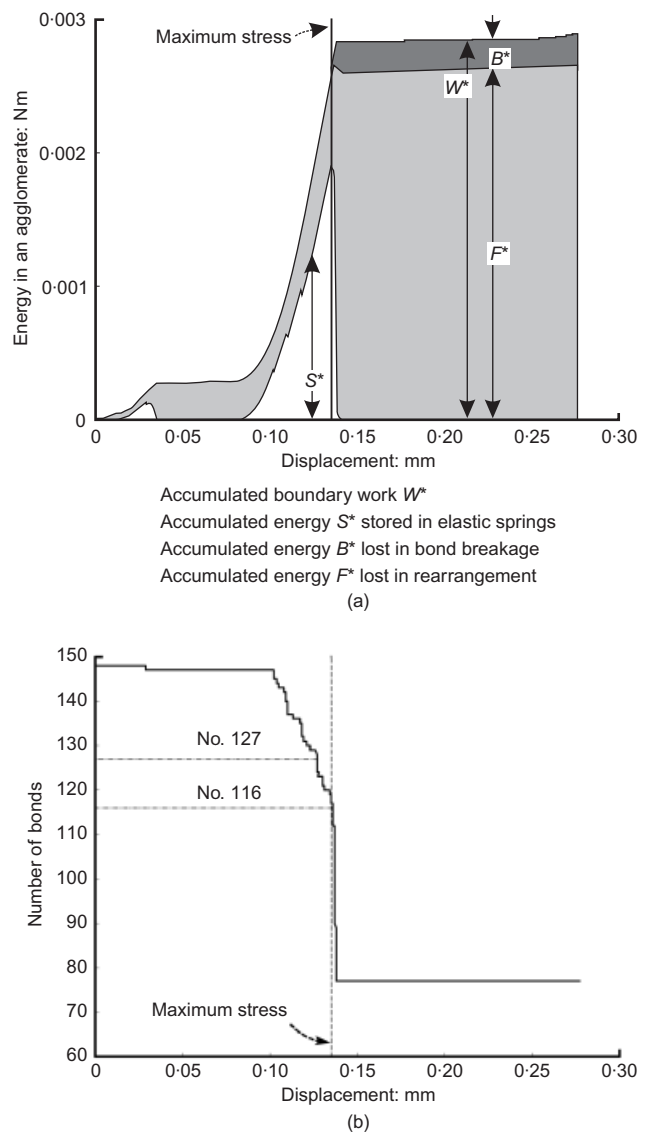 0·003
Maximum stress
B*
W*
0·002
Energy in an agglomerate: Nm
F*
0·001
S*
0
0 0·05 0·10 0·15 0·20 0·25 0·30
Displacement: mm
Accumulated boundary work W*
Accumulated energy S* stored in elastic springs
Accumulated energy B* lost in bond breakage
Accumulated energy F* lost in rearrangement
(a)
150
140
130
No. 127
120
No. 116
110
Number of bonds
100
90
80
70
Maximum stress
60
0 0·05 0·10 0·15 0·20 0·25 0·30
Displacement: mm
(b)